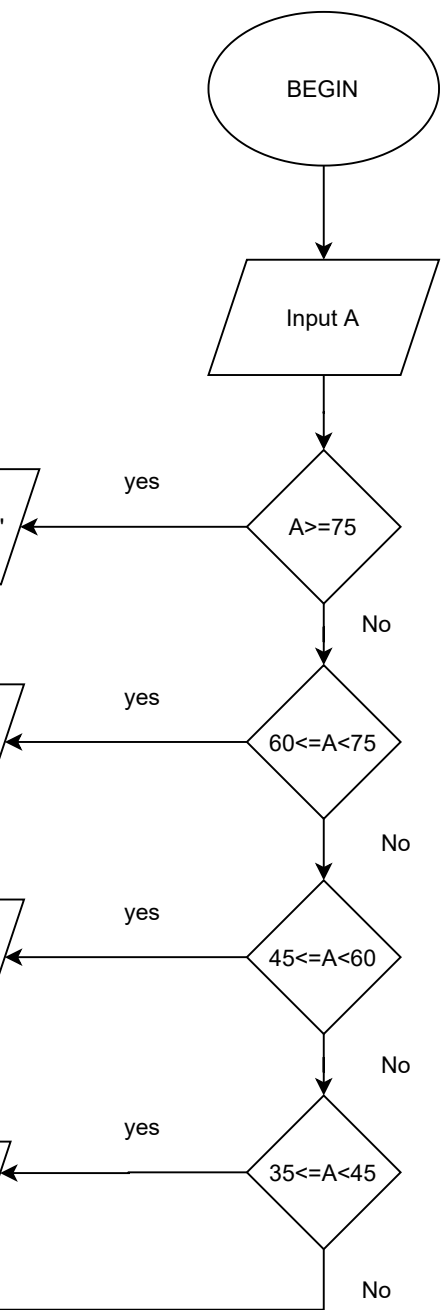 BEGIN
Input A
yes
"
A>=75
No
yes
60<=A<75
No
yes
45<=A<60
No
yes
35<=A<45
No